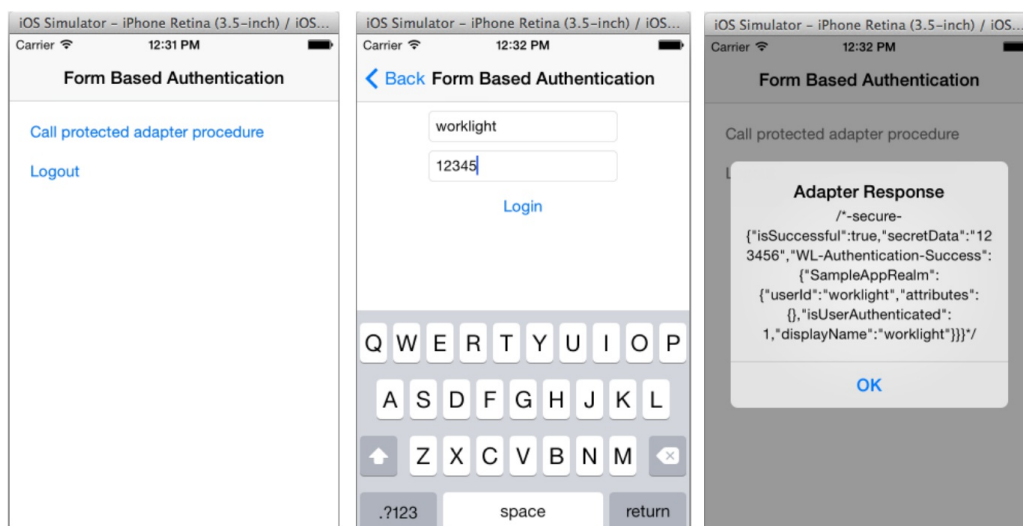 iOS Simulator – iPhone Retina (3.5-inch) / iOS...
Carrier 12:31 PM
Form Based Authentication
Call protected adapter procedure
Logout
iOS Simulator – iPhone Retina (3.5-inch) / iOS...
Carrier 12:32 PM
Back Form Based Authentication
worklight
12345
Login
Q W E R T Y U I O P
A S D F G H J K L
Z X C V B N M
.?123 space return
iOS Simulator – iPhone Retina (3.5-inch) / iOS...
Carrier 12:32 PM
Form Based Authentication
Call protected adapter procedure
L
Adapter Response
/*-secure-
{"isSuccessful":true,"secretData":"12
3456","WL-Authentication-Success":
{"SampleAppRealm":
{"userId":"worklight","attributes":
{},"isUserAuthenticated":
1,"displayName":"worklight"}}}*/
OK